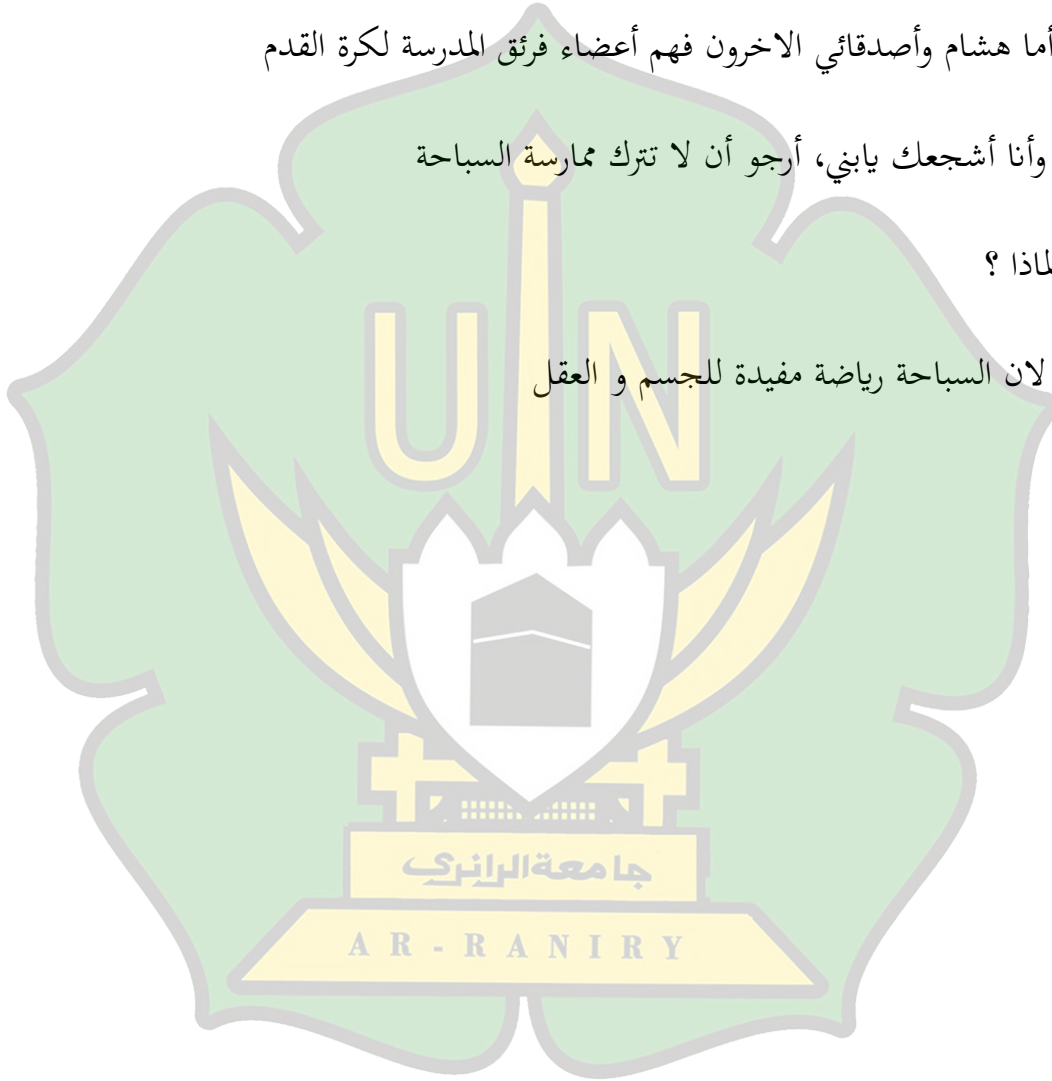 أما هشام وأصدقائي الاخرون فهم أعضاء فرئق المدرسة لكرة القدم
وأنا أشجعك يابني، أرجو أن لا تترك ممارسة السباحة
لماذا ؟
لان السباحة رياضة مفيدة للجسم و العقل
UIN
جامعة الرانري
AR-RANIRY